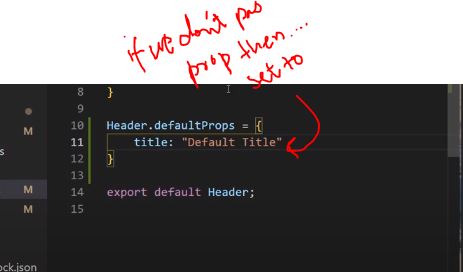 if we don't pas
prop then....
set to
8 }
9
10 Header.defaultProps = {
M
11 title: "Default Title"
s
12 }
13
M
14 export default Header;
M
15
ock.json